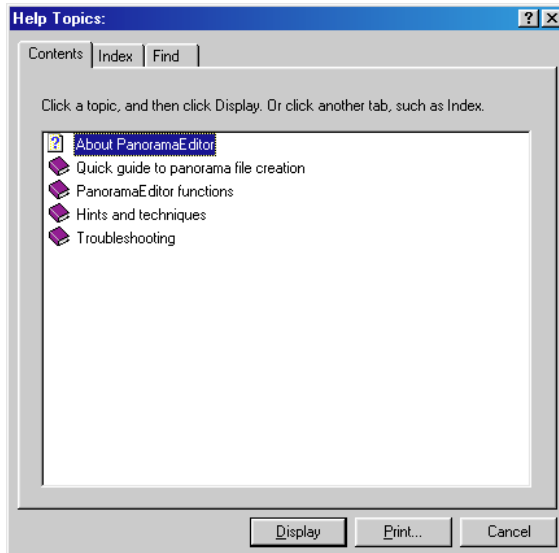 Help Topics:
Contents Index Find
Click a topic, and then click Display. Or click another tab, such as Index.
About PanoramaEditor
Quick guide to panorama file creation
PanoramaEditor functions
Hints and techniques
Troubleshooting
Display Print... Cancel